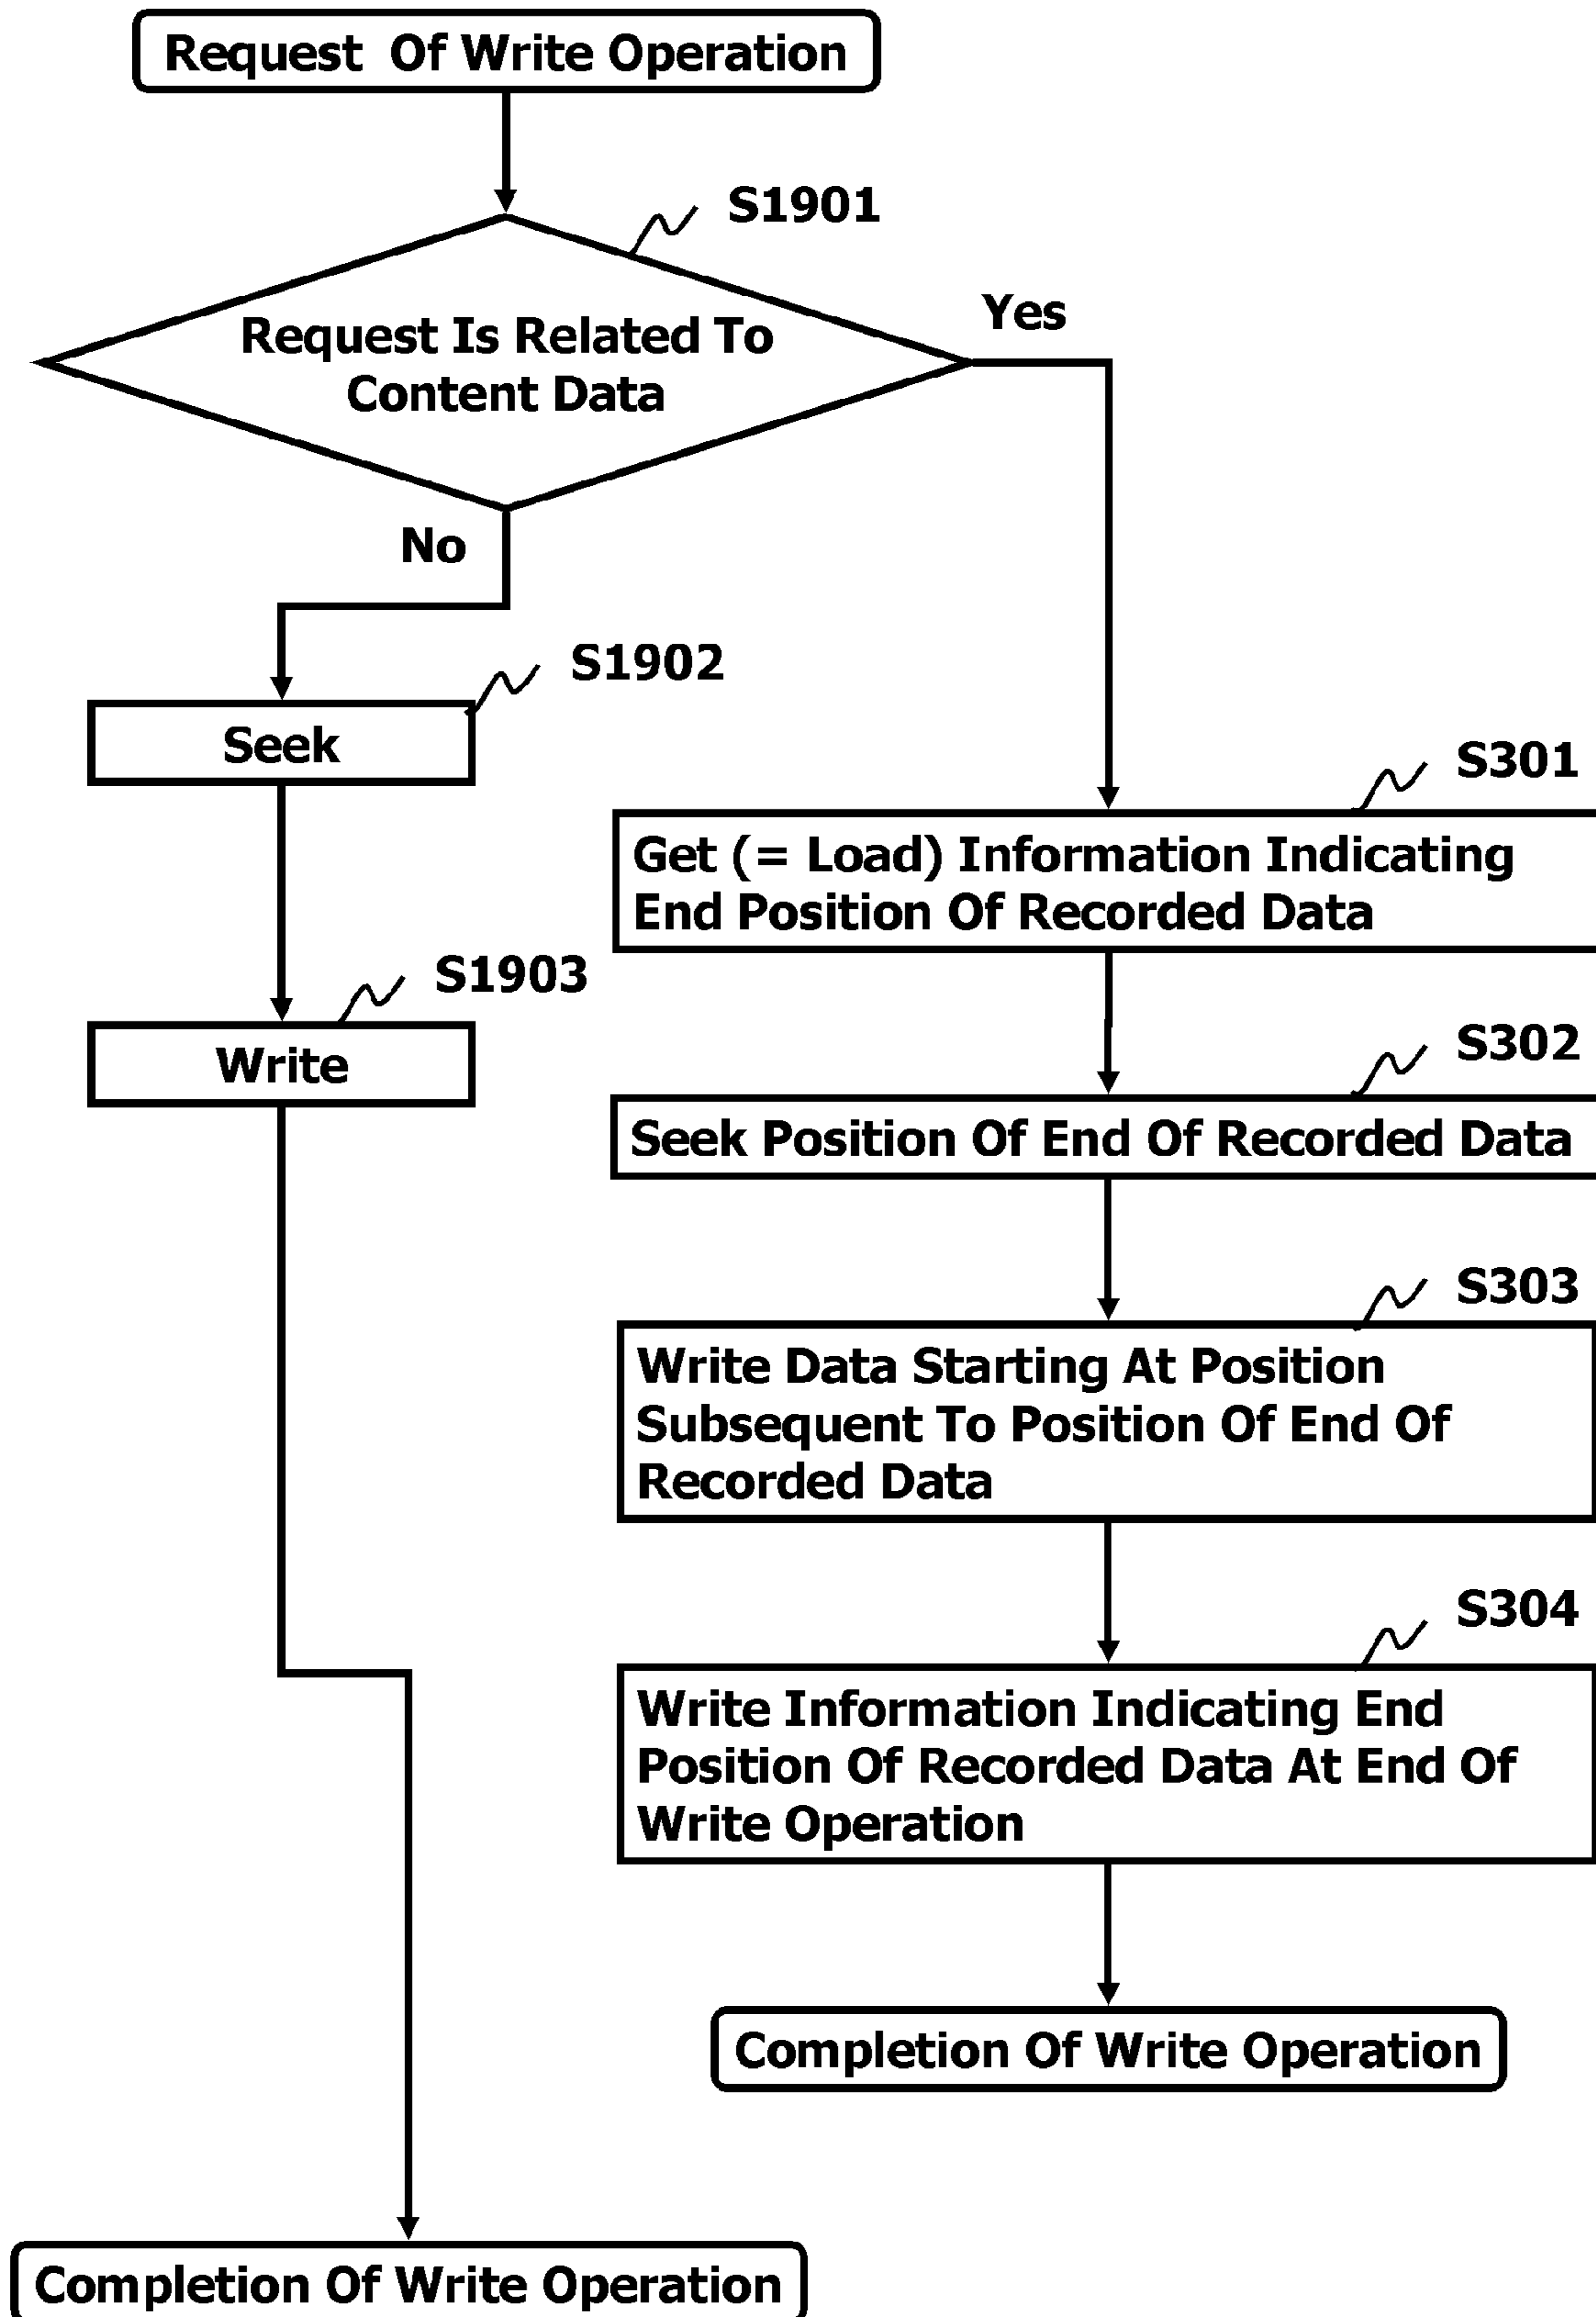 Request Of Write Operation
S1901
Request Is Related To
Content Data
Yes
No
S1902
Seek
S1903
Write
S301
Get (= Load) Information Indicating
End Position Of Recorded Data
S302
Seek Position Of End Of Recorded Data
S303
Write Data Starting At Position
Subsequent To Position Of End Of
Recorded Data
S304
Write Information Indicating End
Position Of Recorded Data At End Of
Write Operation
Completion Of Write Operation
Completion Of Write Operation